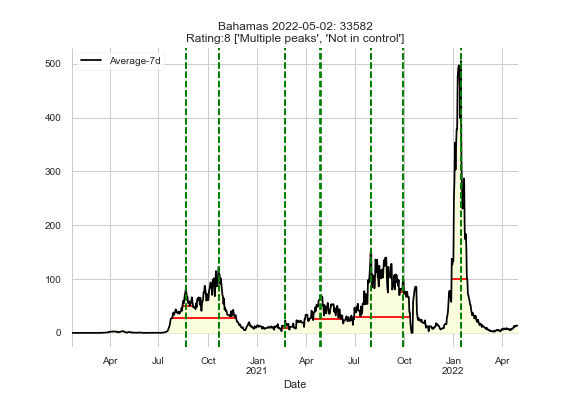 Bahamas 2022-05-02: 33582
Rating:8 ['Multiple peaks', 'Not in control']
Average-7d
500
400
300
200
100
0
Apr Jul Oct Jan Apr Jul Oct Jan Apr
2021 2022
Date